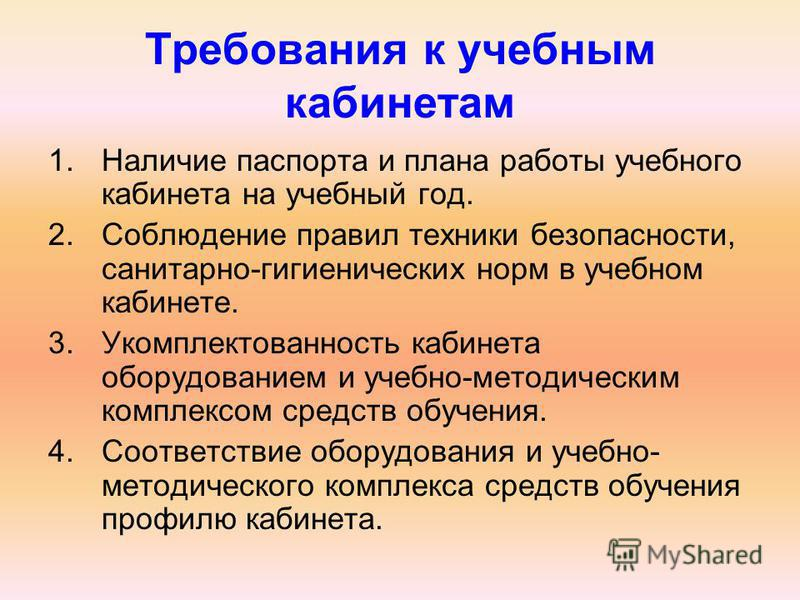 Требования к учебным
кабинетам
1. Наличие паспорта и плана работы учебного
кабинета на учебный год.
2. Соблюдение правил техники безопасности,
санитарно-гигиенических норм в учебном
кабинете.
3. Укомплектованность кабинета
оборудованием и учебно-методическим
комплексом средств обучения.
4. Соответствие оборудования и учебно-
методического комплекса средств обучения
профилю кабинета.
MyShared